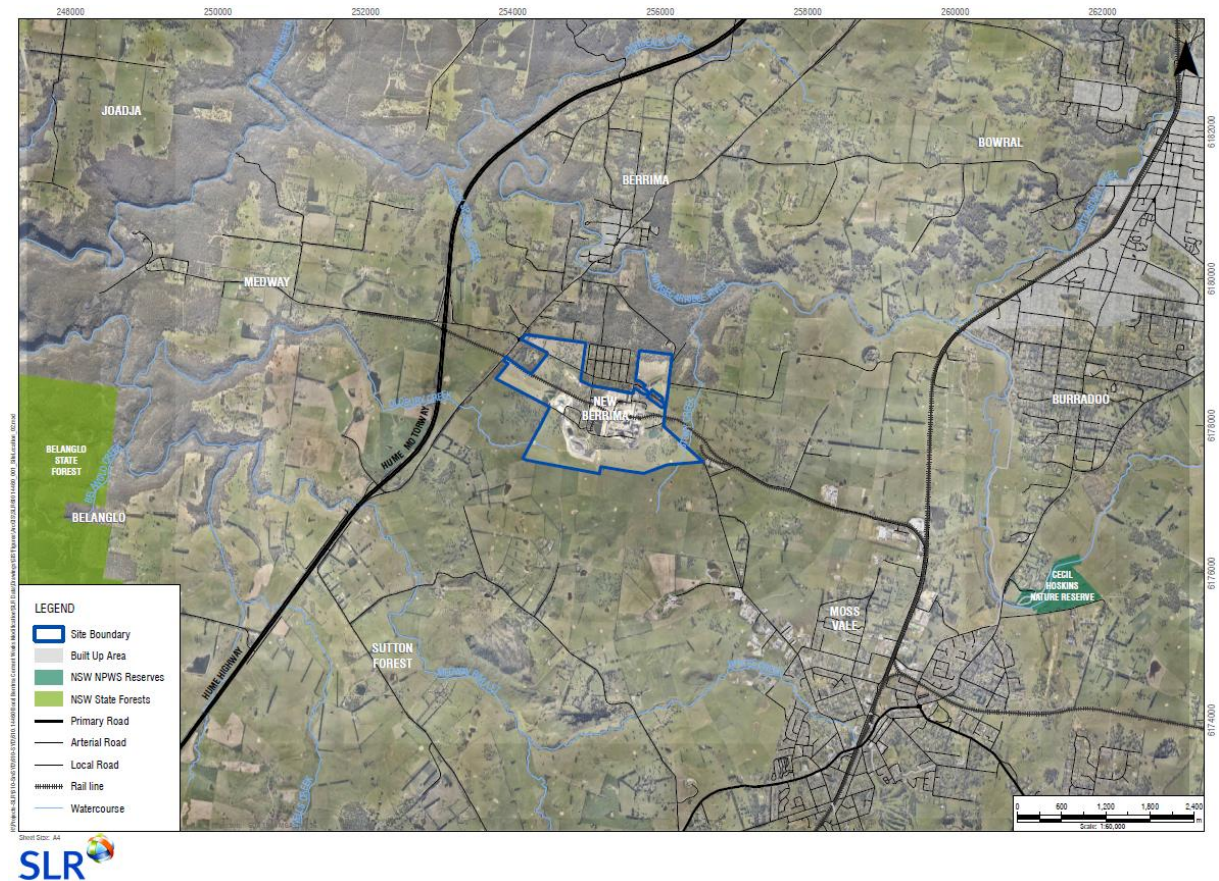 248000
250000
252000
254000
256000
258000
260000
262000
JOADJA
BOWRAL
6182000
BERRIMA
MEDWAY
6180000
NEW
BERRIMA
BURRADOO
6178000
HUME MOTORWAY
BELANGLO
STATE
FOREST
BELANGLO CREEK
BELANGLO
6176000
CECIL
HOSKINS
NATURE RESERVE
MOSS
VALE
SUTTON
FOREST
HUME HIGHWAY
6174000
LEGEND
Site Boundary
Built Up Area
NSW NPWS Reserves
NSW State Forests
Primary Road
Arterial Road
Local Road
Rail line
Watercourse
0
600
1,200
1,800
2,400
m
Scale: 1:60,000
Sheet Size: A4
SLR